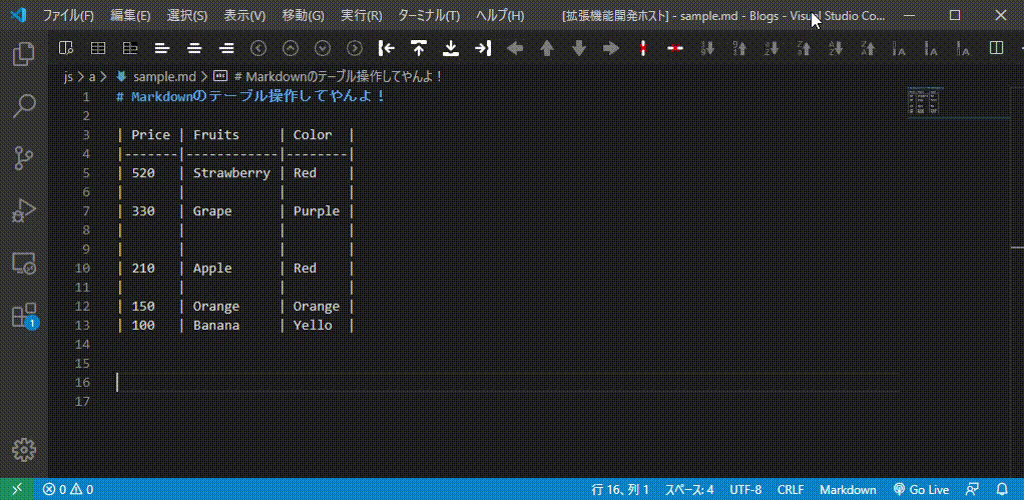 ファイル(F) 編集(E) 選択(S) 表示(V) 移動(G) 実行(R) ターミナル(T) ヘルプ(H) [拡張機能開発ホスト] - sample.md - Blogs - Visual Studio Co...
js > a > sample.md > # Markdownのテーブル操作してやんよ！
1 # Markdownのテーブル操作してやんよ！
2
3 | Price | Fruits     | Color  |
4 |-------|------------|--------|
5 | 520   | Strawberry | Red    |
6 |       |            |        |
7 | 330   | Grape      | Purple |
8 |       |            |        |
9 |       |            |        |
10 | 210   | Apple      | Red    |
11 |       |            |        |
12 | 150   | Orange     | Orange |
13 | 100   | Banana     | Yello  |
14
15
16
17
1
0 0 行 16、列 1 スペース: 4 UTF-8 CRLF Markdown Go Live